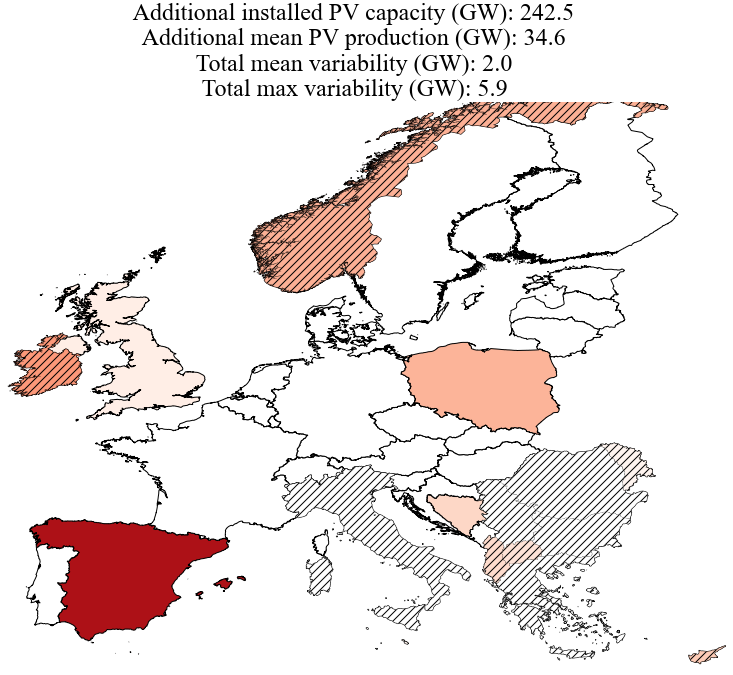 Additional installed PV capacity (GW): 242.5
Additional mean PV production (GW): 34.6
Total mean variability (GW): 2.0
Total max variability (GW): 5.9